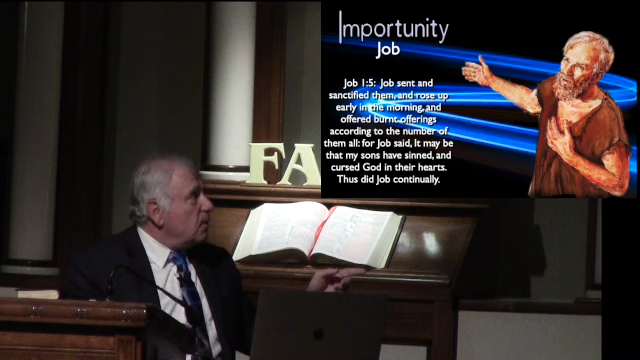 Importunity
Job
Job 1:5: Job sent and
sanctified them, and rose up
early in the morning, and
offered burnt offerings
according to the number of
them all: for Job said, It may be
that my sons have sinned, and
cursed God in their hearts.
Thus did Job continually.
FA